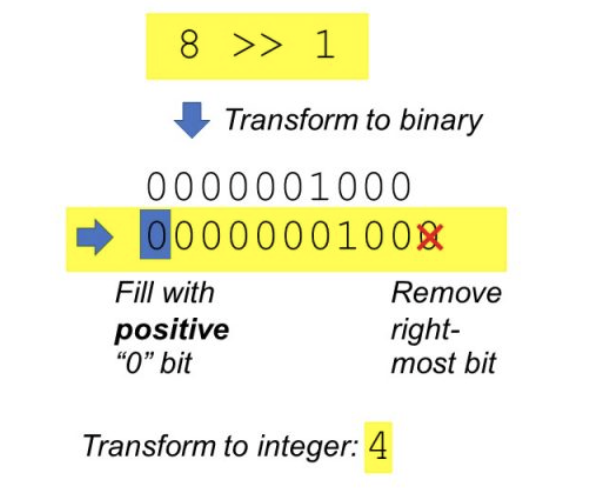 8 >> 1
Transform to binary
0000001000
00000001000
Fill with
positive
“0” bit
Remove
right-
most bit
Transform to integer: 4